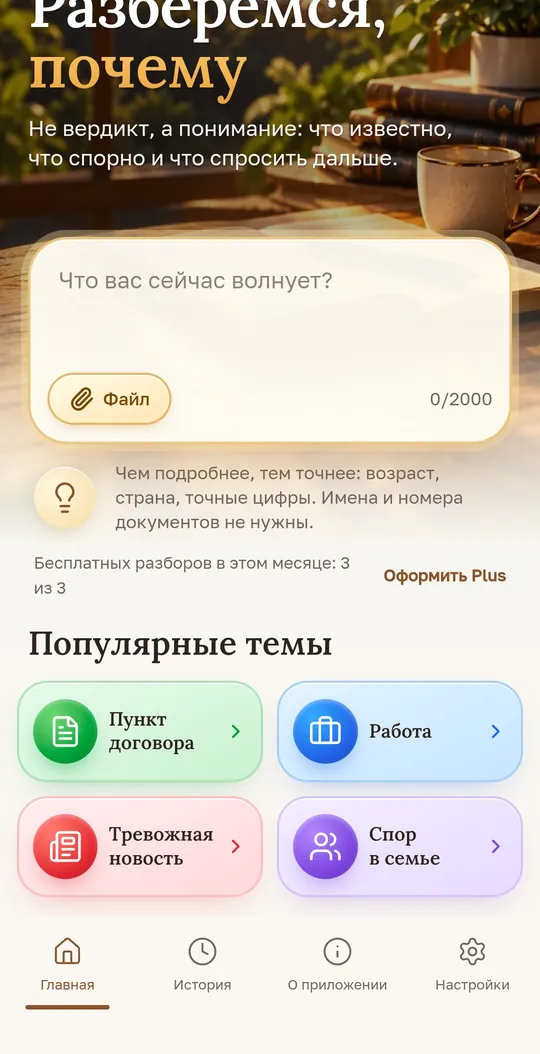 Разберёмся,
почему
Не вердикт, а понимание: что известно,
что спорно и что спросить дальше.
Что вас сейчас волнует?
Файл
0/2000
Чем подробнее, тем точнее: возраст,
страна, точные цифры. Имена и номера
документов не нужны.
Бесплатных разборов в этом месяце: 3
из 3
Оформить Plus
Популярные темы
Пункт
договора
Работа
Тревожная
новость
Спор
в семье
Главная
История
О приложении
Настройки